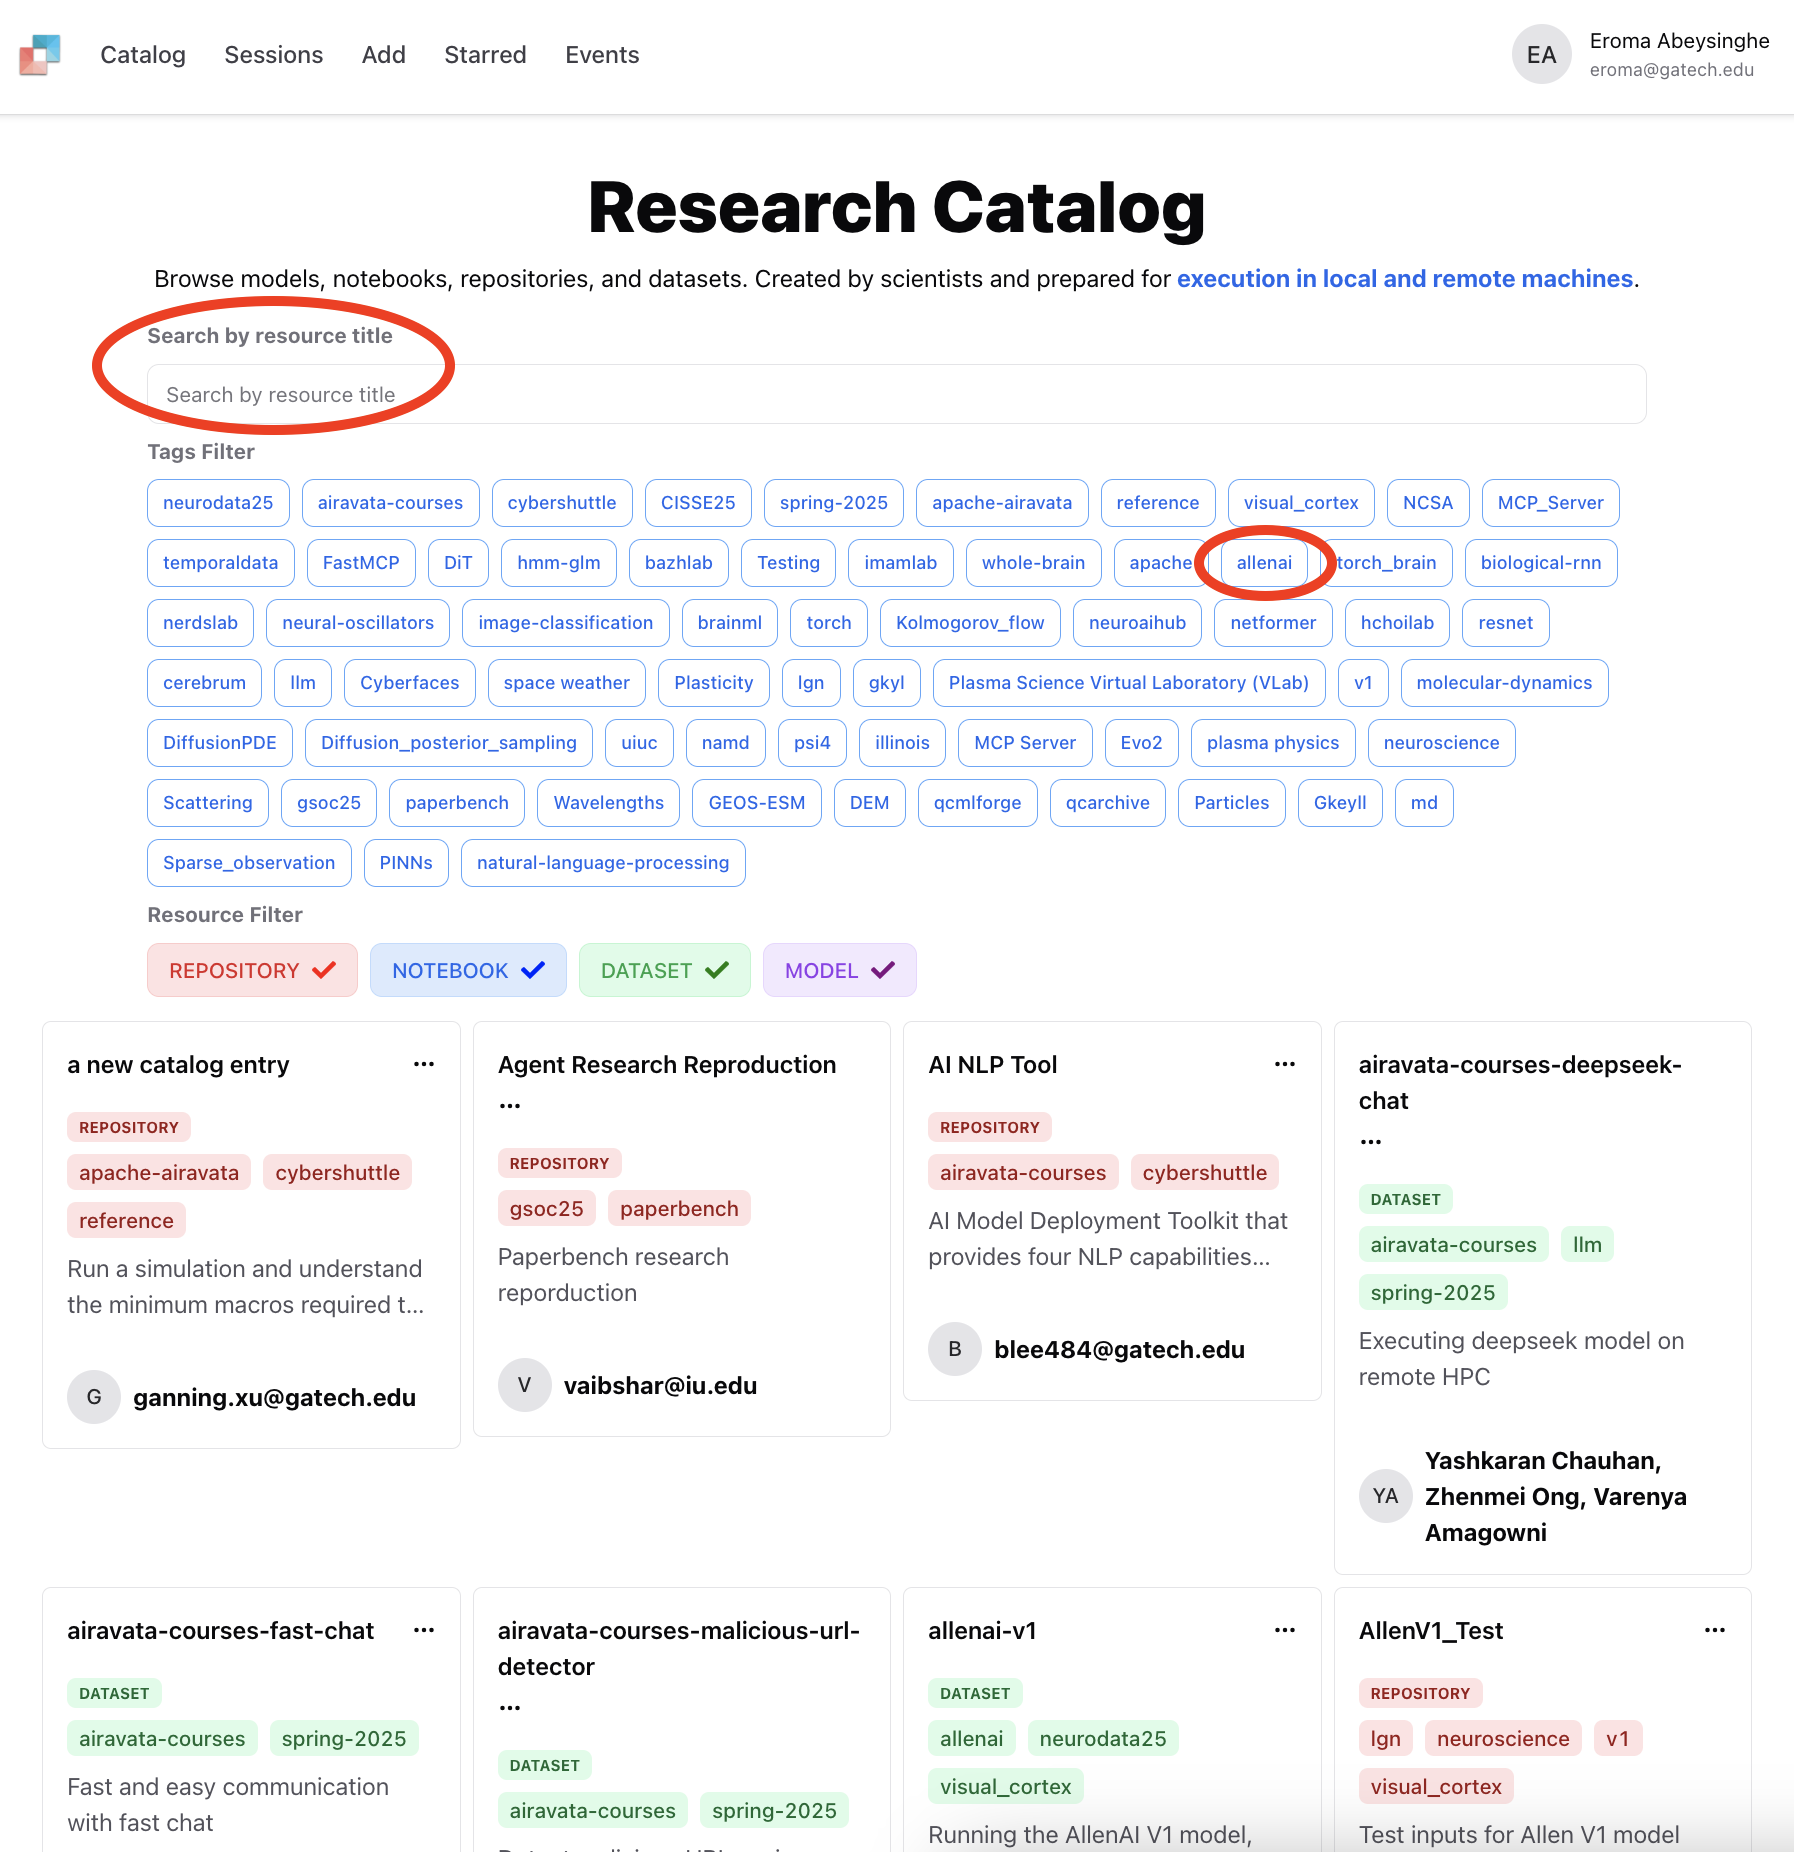 Catalog Sessions Add Starred Events
EA Eroma Abeysinghe
eroma@gatech.edu
Research Catalog
Browse models, notebooks, repositories, and datasets. Created by scientists and prepared for execution in local and remote machines.
Search by resource title
Search by resource title
Tags Filter
neurodata25 airavata-courses cybershuttle CISSE25 spring-2025 apache-airavata reference visual_cortex NCSA MCP_Server
temporaldata FastMCP DiT hmm-glm bazhlab Testing imamlab whole-brain apache allenai torch_brain biological-rnn
nerdslab neural-oscillators image-classification brainml torch Kolmogorov_flow neuroaihub netformer hchoilab resnet
cerebrum llm Cyberfaces space weather Plasticity lgn gkyl Plasma Science Virtual Laboratory (VLab) v1 molecular-dynamics
DiffusionPDE Diffusion_posterior_sampling uiuc namd psi4 illinois MCP Server Evo2 plasma physics neuroscience
Scattering gsoc25 paperbench Wavelengths GEOS-ESM DEM qcmlforge qcarchive Particles Gkeyll md
Sparse_observation PINNs natural-language-processing
Resource Filter
REPOSITORY NOTEBOOK DATASET MODEL
a new catalog entry ...
REPOSITORY
apache-airavata cybershuttle
reference
Run a simulation and understand
the minimum macros required t...
G ganning.xu@gatech.edu
Agent Research Reproduction
...
REPOSITORY
gsoc25 paperbench
Paperbench research
reporduction
V vaibshar@iu.edu
AI NLP Tool ...
REPOSITORY
airavata-courses cybershuttle
AI Model Deployment Toolkit that
provides four NLP capabilities...
B blee484@gatech.edu
airavata-courses-deepseek-
chat
...
DATASET
airavata-courses llm
spring-2025
Executing deepseek model on
remote HPC
YA Yashkaran Chauhan,
Zhenmei Ong, Varenya
Amagowni
airavata-courses-fast-chat ...
DATASET
airavata-courses spring-2025
Fast and easy communication
with fast chat
airavata-courses-malicious-url-
detector
...
DATASET
airavata-courses spring-2025
allenai-v1 ...
DATASET
allenai neurodata25
visual_cortex
Running the AllenAI V1 model,
AllenV1_Test ...
REPOSITORY
lgn neuroscience v1
visual_cortex
Test inputs for Allen V1 model